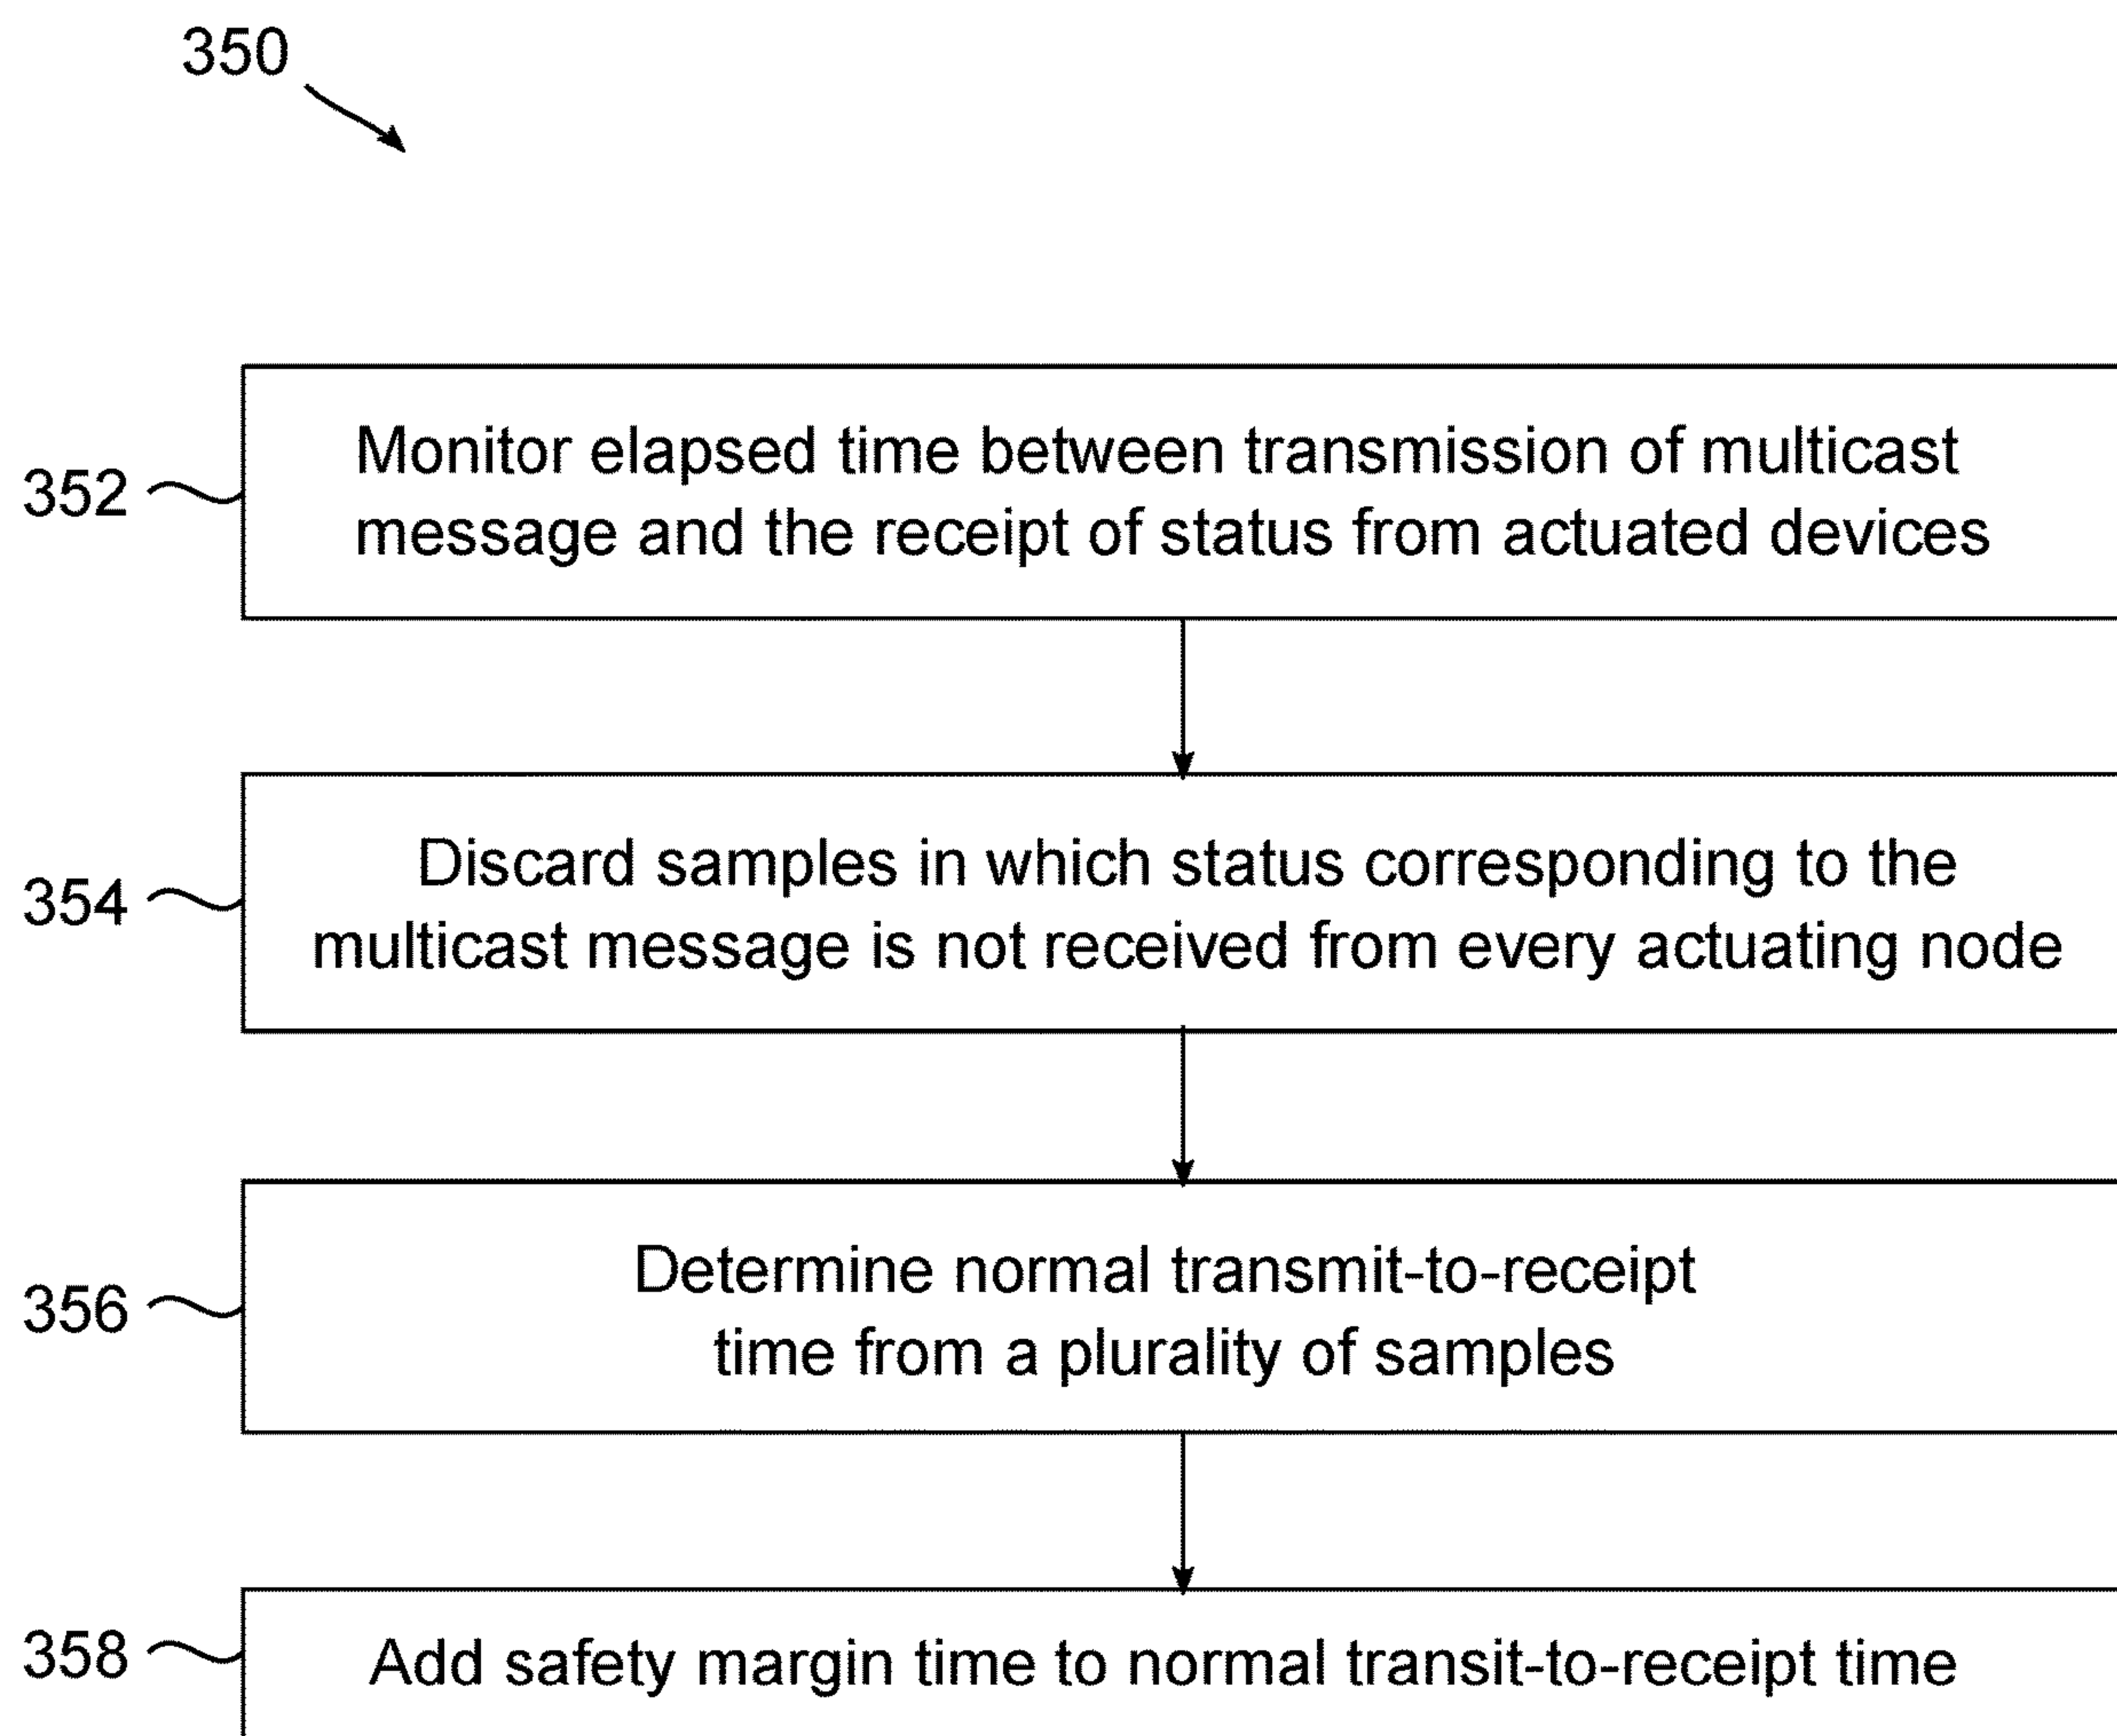 350
352
Monitor elapsed time between transmission of multicast
message and the receipt of status from actuated devices
354
Discard samples in which status corresponding to the
multicast message is not received from every actuating node
356
Determine normal transmit-to-receipt
time from a plurality of samples
358
Add safety margin time to normal transit-to-receipt time